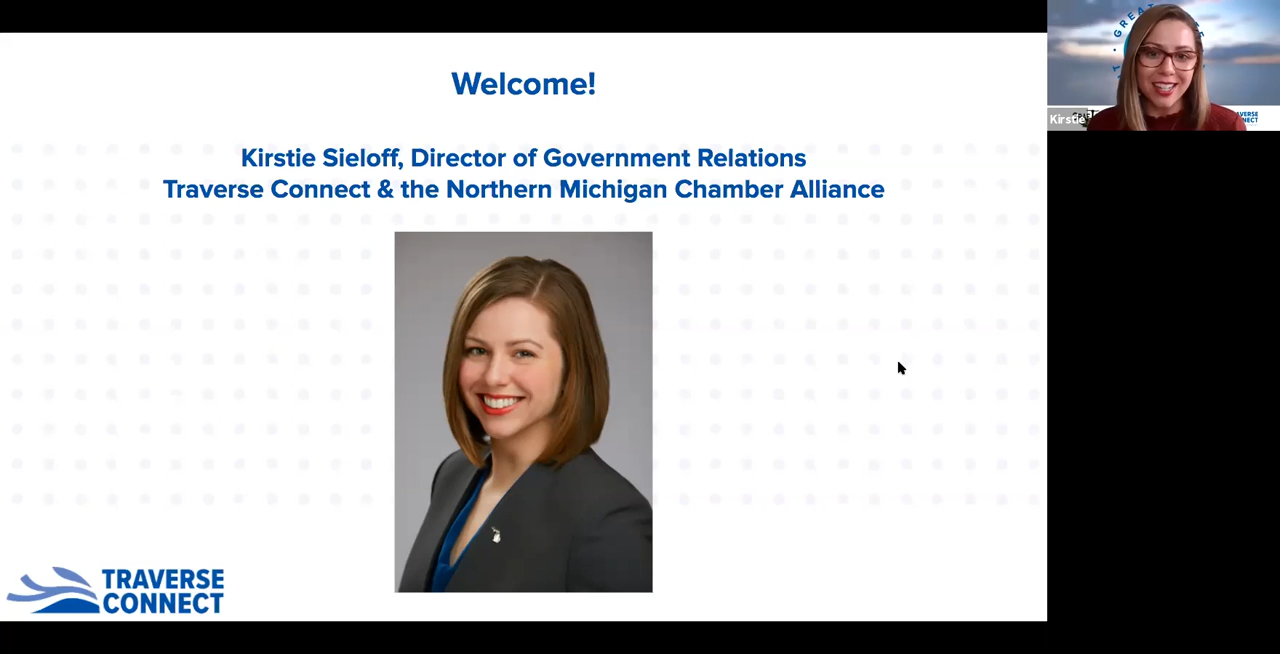 Welcome!
Kirstie Sieloff, Director of Government Relations
Traverse Connect & the Northern Michigan Chamber Alliance
TRAVERSE
CONNECT
Kirstie